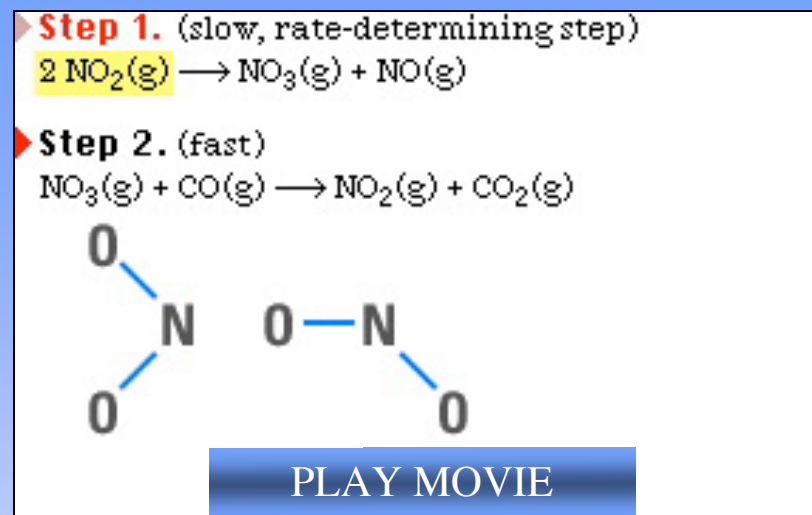 Step 1. (slow, rate-determining step)
2 NO₂(g) ⟶ NO₃(g) + NO(g)
Step 2. (fast)
NO₃(g) + CO(g) ⟶ NO₂(g) + CO₂(g)
O
N O — N
O O
PLAY MOVIE